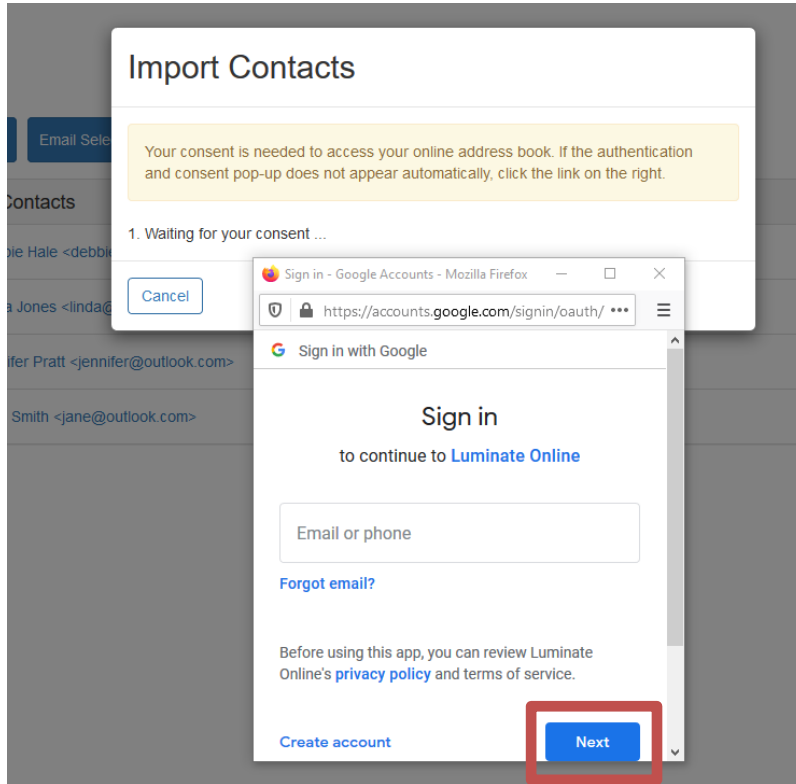 Import Contacts
Email Sele
Your consent is needed to access your online address book. If the authentication
and consent pop-up does not appear automatically, click the link on the right.
Contacts
1. Waiting for your consent ...
bie Hale <debbie
Sign in - Google Accounts - Mozilla Firefox
Cancel
a Jones <linda@
https://accounts.google.com/signin/oauth/
Sign in with Google
ifer Pratt <jennifer@outlook.com>
Sign in
Smith <jane@outlook.com>
to continue to Luminate Online
Email or phone
Forgot email?
Before using this app, you can review Luminate
Online's privacy policy and terms of service.
Create account
Next